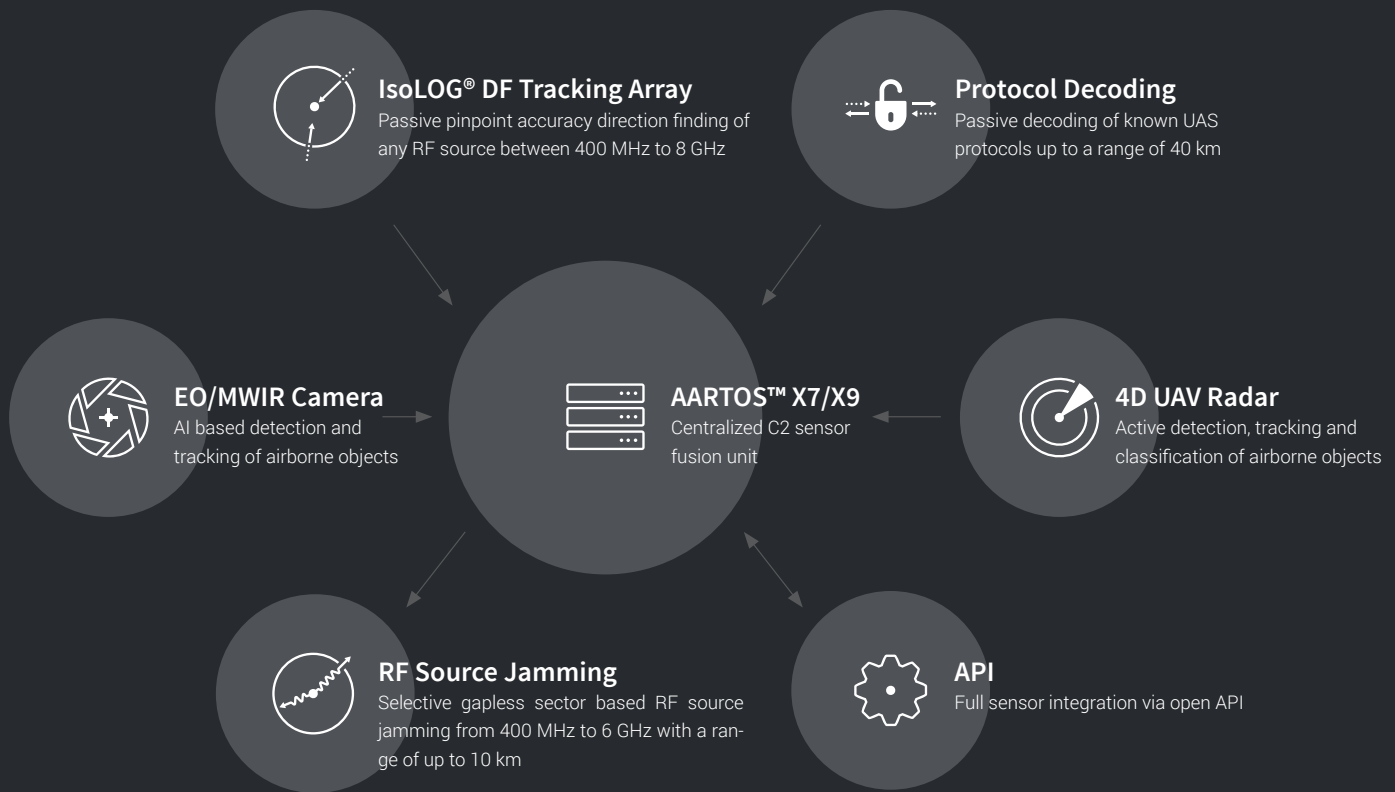 IsoLOG® DF Tracking Array
Passive pinpoint accuracy direction finding of
any RF source between 400 MHz to 8 GHz
Protocol Decoding
Passive decoding of known UAS
protocols up to a range of 40 km
EO/MWIR Camera
AI based detection and
tracking of airborne objects
AARTOS™ X7/X9
Centralized C2 sensor
fusion unit
4D UAV Radar
Active detection, tracking and
classification of airborne objects
RF Source Jamming
Selective gapless sector based RF source
jamming from 400 MHz to 6 GHz with a ran-
ge of up to 10 km
API
Full sensor integration via open API